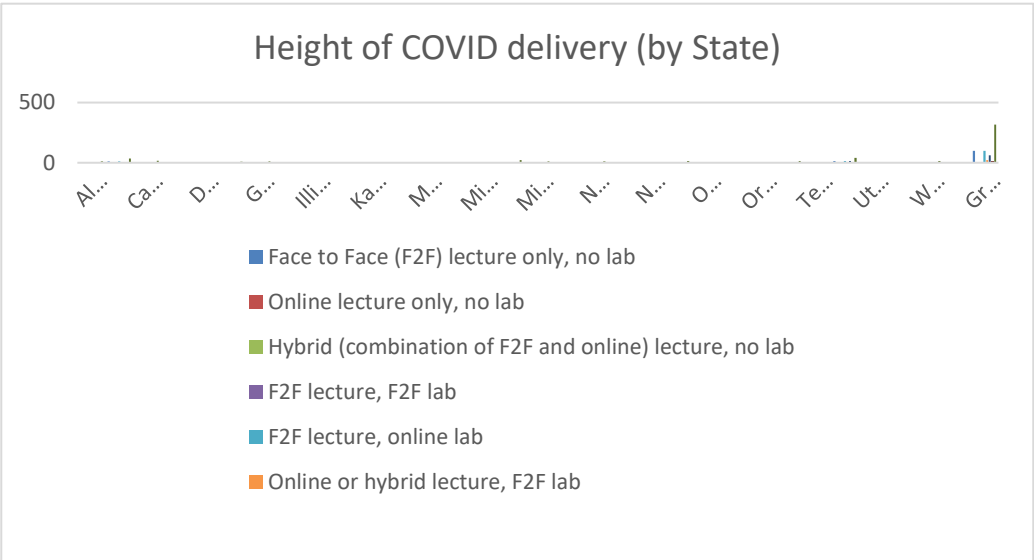 Height of COVID delivery (by State)
500
0
Al... Ca... D... G... Illi... Ka... M... Mi... Mi... N... N... O... Or... Te... Ut... W... Gr...
Face to Face (F2F) lecture only, no lab
Online lecture only, no lab
Hybrid (combination of F2F and online) lecture, no lab
F2F lecture, F2F lab
F2F lecture, online lab
Online or hybrid lecture, F2F lab